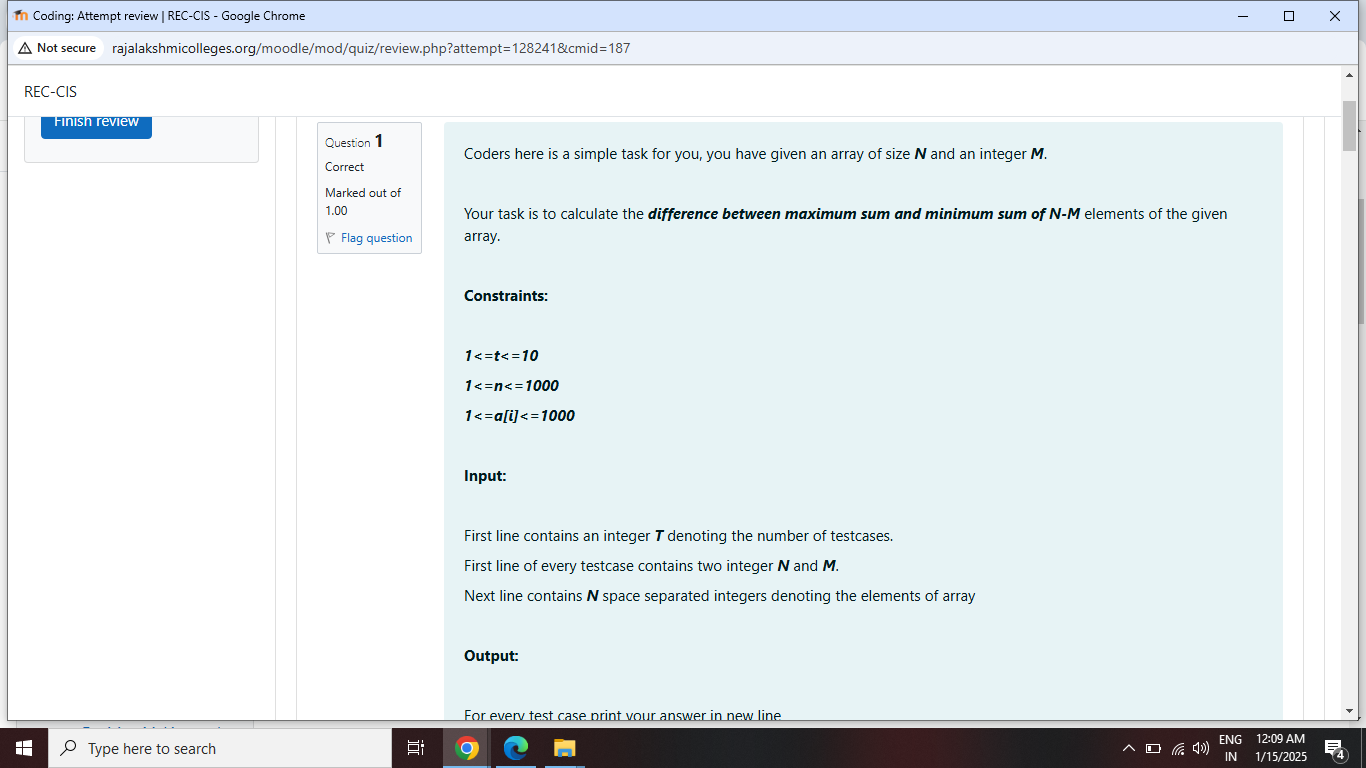 Coding: Attempt review | REC-CIS - Google Chrome
Not secure
rajalakshmicolleges.org/moodle/mod/quiz/review.php?attempt=128241&cmid=187
REC-CIS
Finish review
Question 1
Correct
Marked out of
1.00
Flag question
Coders here is a simple task for you, you have given an array of size N and an integer M.
Your task is to calculate the difference between maximum sum and minimum sum of N-M elements of the given
array.
Constraints:
1<=t<=10
1<=n<=1000
1<=a[i]<=1000
Input:
First line contains an integer T denoting the number of testcases.
First line of every testcase contains two integer N and M.
Next line contains N space separated integers denoting the elements of array
Output:
For every test case print your answer in new line
Type here to search
ENG
IN
12:09 AM
1/15/2025
4